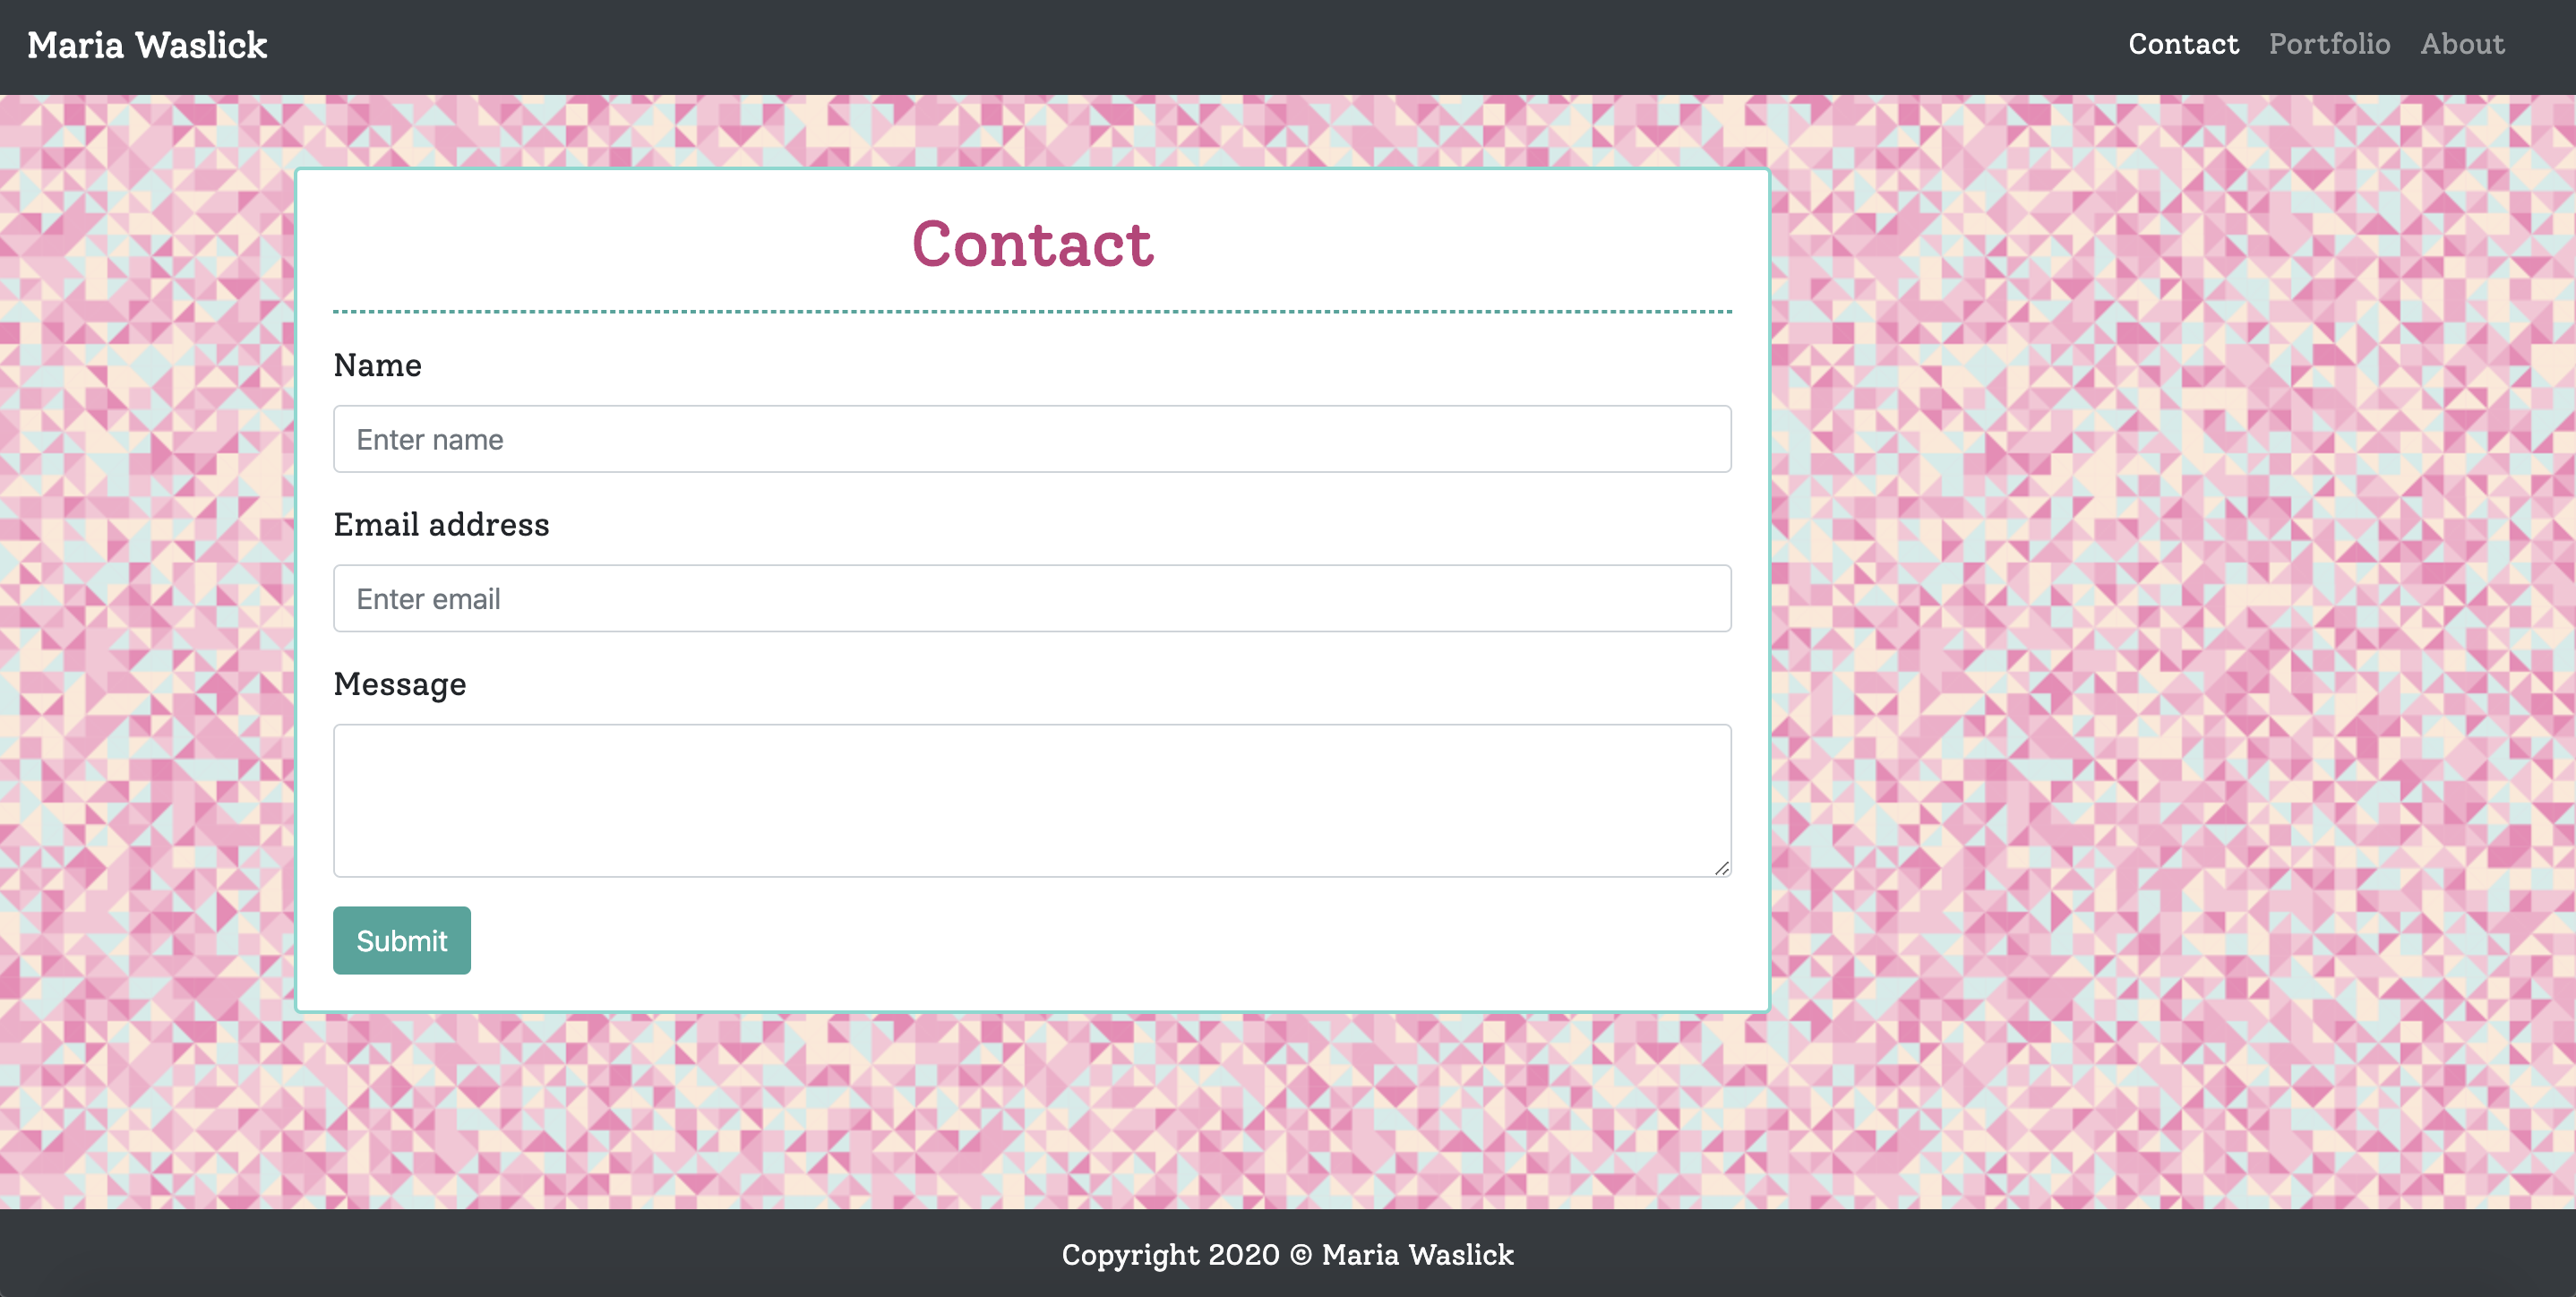 Maria Waslick
Contact Portfolio About
Contact
Name
Enter name
Email address
Enter email
Message
Submit
Copyright 2020 © Maria Waslick